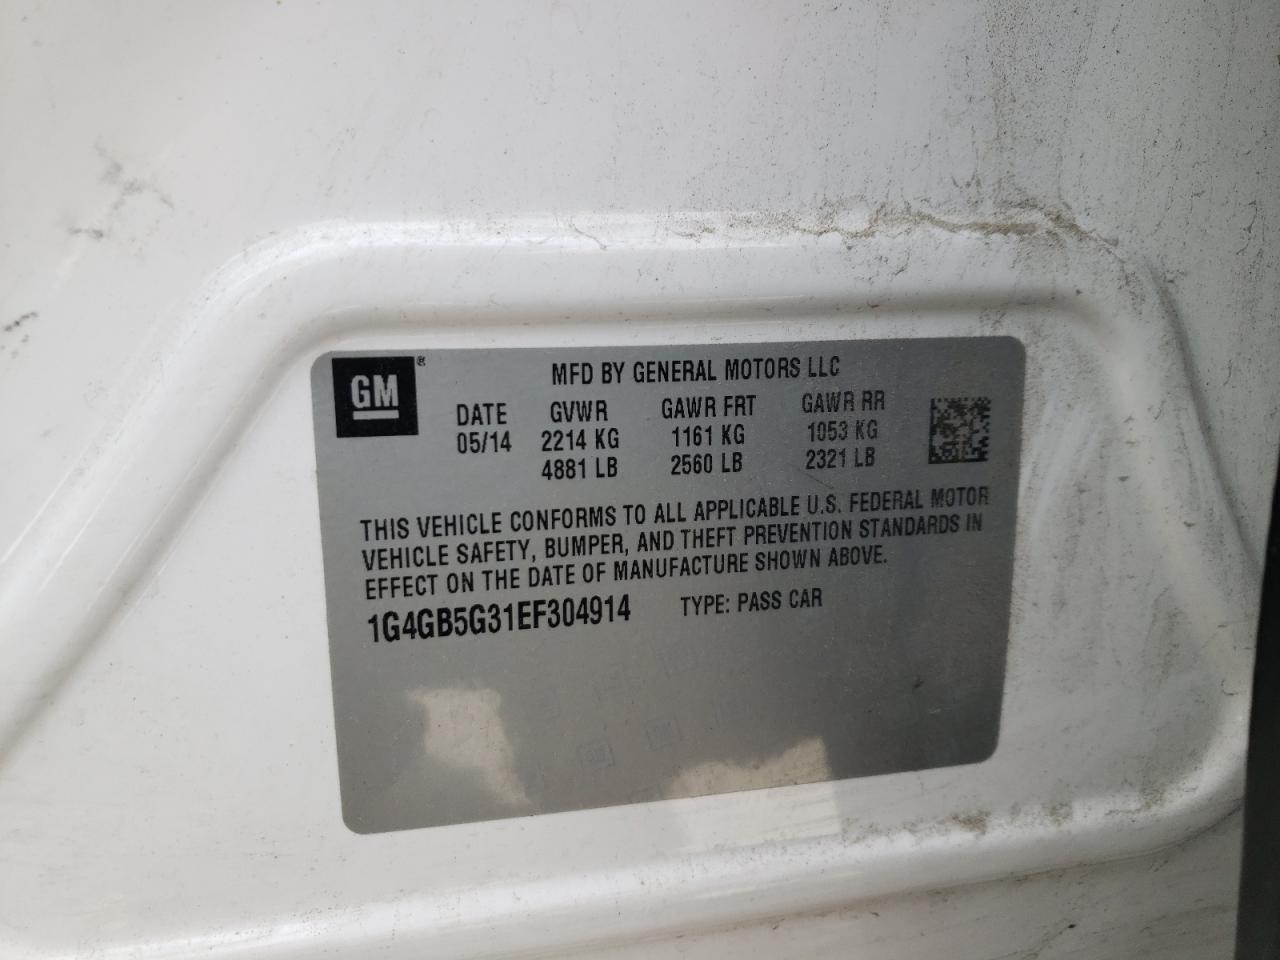 GM®
MFD BY GENERAL MOTORS LLC
DATE GVWR GAWR FRT GAWR RR
05/14 2214 KG 1161 KG 1053 KG
4881 LB 2560 LB 2321 LB
THIS VEHICLE CONFORMS TO ALL APPLICABLE U.S. FEDERAL MOTOR
VEHICLE SAFETY, BUMPER, AND THEFT PREVENTION STANDARDS IN
EFFECT ON THE DATE OF MANUFACTURE SHOWN ABOVE.
1G4GB5G31EF304914 TYPE: PASS CAR